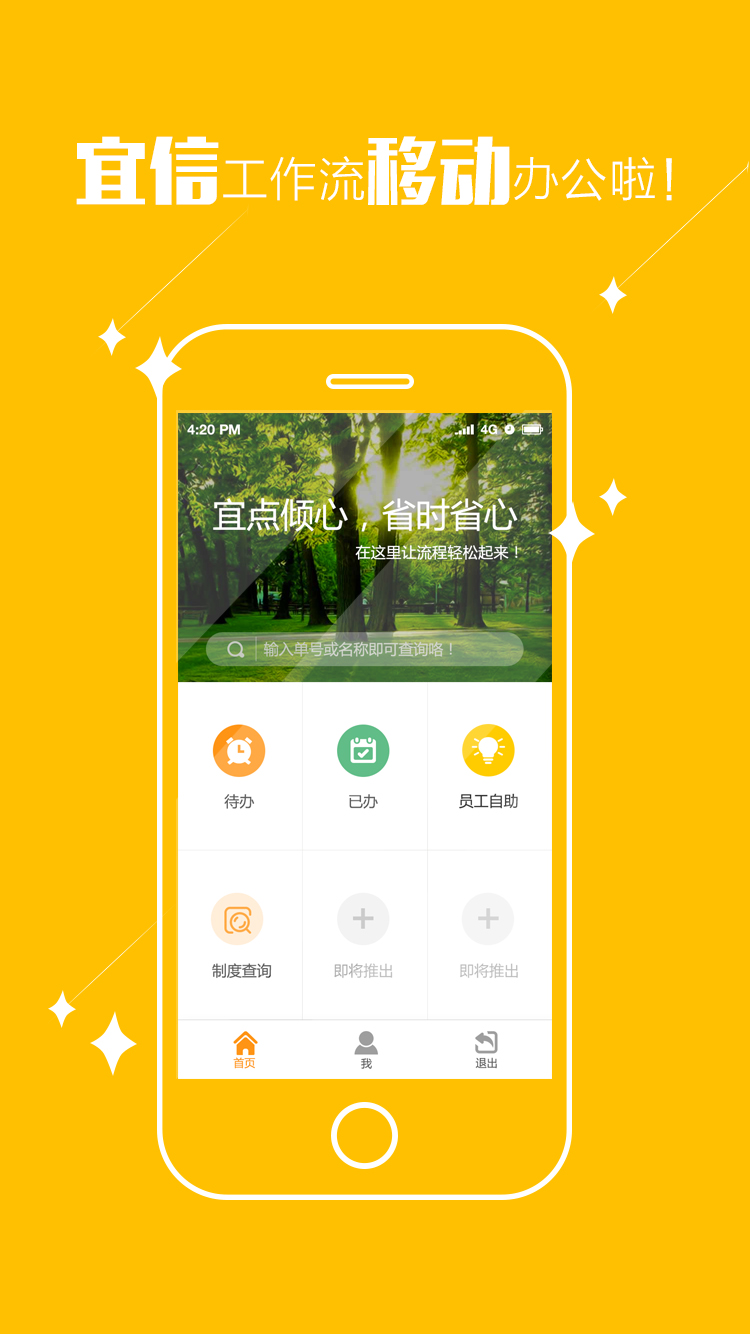 宜信工作流移动办公啦!
4:20 PM 4G
宜点倾心，省时省心
在这里让流程轻松起来！
输入单号或名称即可查询咯！
待办 已办 员工自助
制度查询 即将推出 即将推出
首页 我 退出